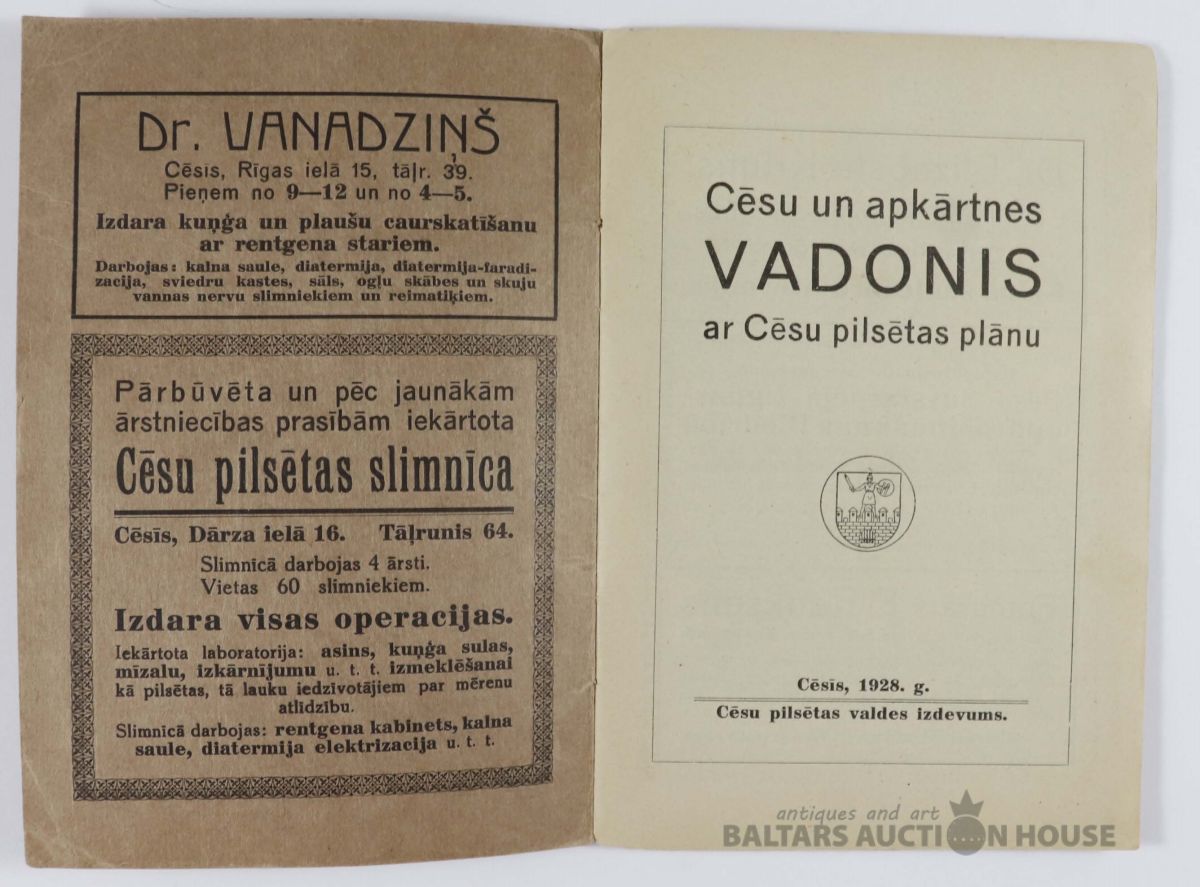 Dr. VANADZIŅŠ
Cēsīs, Rīgas ielā 15, tāļr. 39.
Pieņem no 9—12 un no 4—5.
Izdara kuņģa un plaušu caurskatīšanu
ar rentgena stariem.
Darbojas: kalna saule, diatermija, diatermija-faradi-
zacija, sviedru kastes, sāls, ogļu skābes un skuju
vannas nervu slimniekiem un reimatiķiem.
Pārbūvēta un pēc jaunākām
ārstniecības prasībām iekārtota
Cēsu pilsētas slimnīca
Cēsīs, Dārza ielā 16. Tāļrunis 64.
Slimnīcā darbojas 4 ārsti.
Vietas 60 slimniekiem.
Izdara visas operacijas.
Iekārtota laboratorija: asins, kuņģa sulas,
mīzalu, izkārnījumu u. t. t. izmeklēšanai
kā pilsētas, tā lauku iedzīvotājiem par mērenu
atlīdzību.
Slimnīcā darbojas: rentgena kabinets, kalna
saule, diatermija elektrizacija u. t. t.
Cēsu un apkārtnes
VADONIS
ar Cēsu pilsētas plānu
Cēsīs, 1928. g.
Cēsu pilsētas valdes izdevums.
antiques and art
BALTARS AUCTION HOUSE